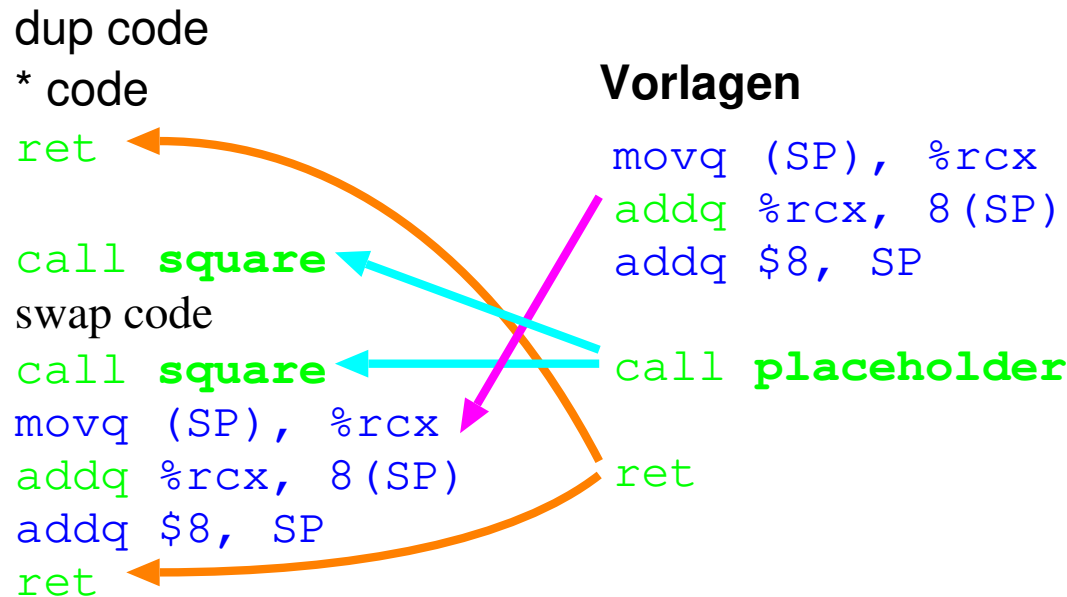 dup code
* code
ret
call square
swap code
call square
movq (SP), %rcx
addq %rcx, 8(SP)
addq $8, SP
ret
Vorlagen
movq (SP), %rcx
addq %rcx, 8(SP)
addq $8, SP
call placeholder
ret